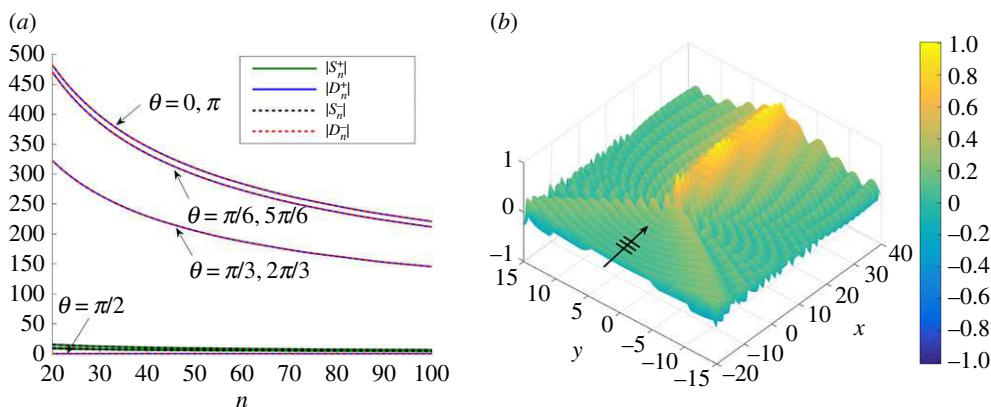 (a)
500
450
400
350
300
250
200
150
100
50
0
20 30 40 50 60 70 80 90 100
n
|S_n^+|
|D_n^+|
|S_n^-|
|D_n^-|
θ = 0, π
θ = π/6, 5π/6
θ = π/3, 2π/3
θ = π/2
(b)
1
0
–1
15 10 5 0 –5 –10 –15
y
–20 –10 0 10 20 30 40
x
1.0
0.8
0.6
0.4
0.2
0
–0.2
–0.4
–0.6
–0.8
–1.0